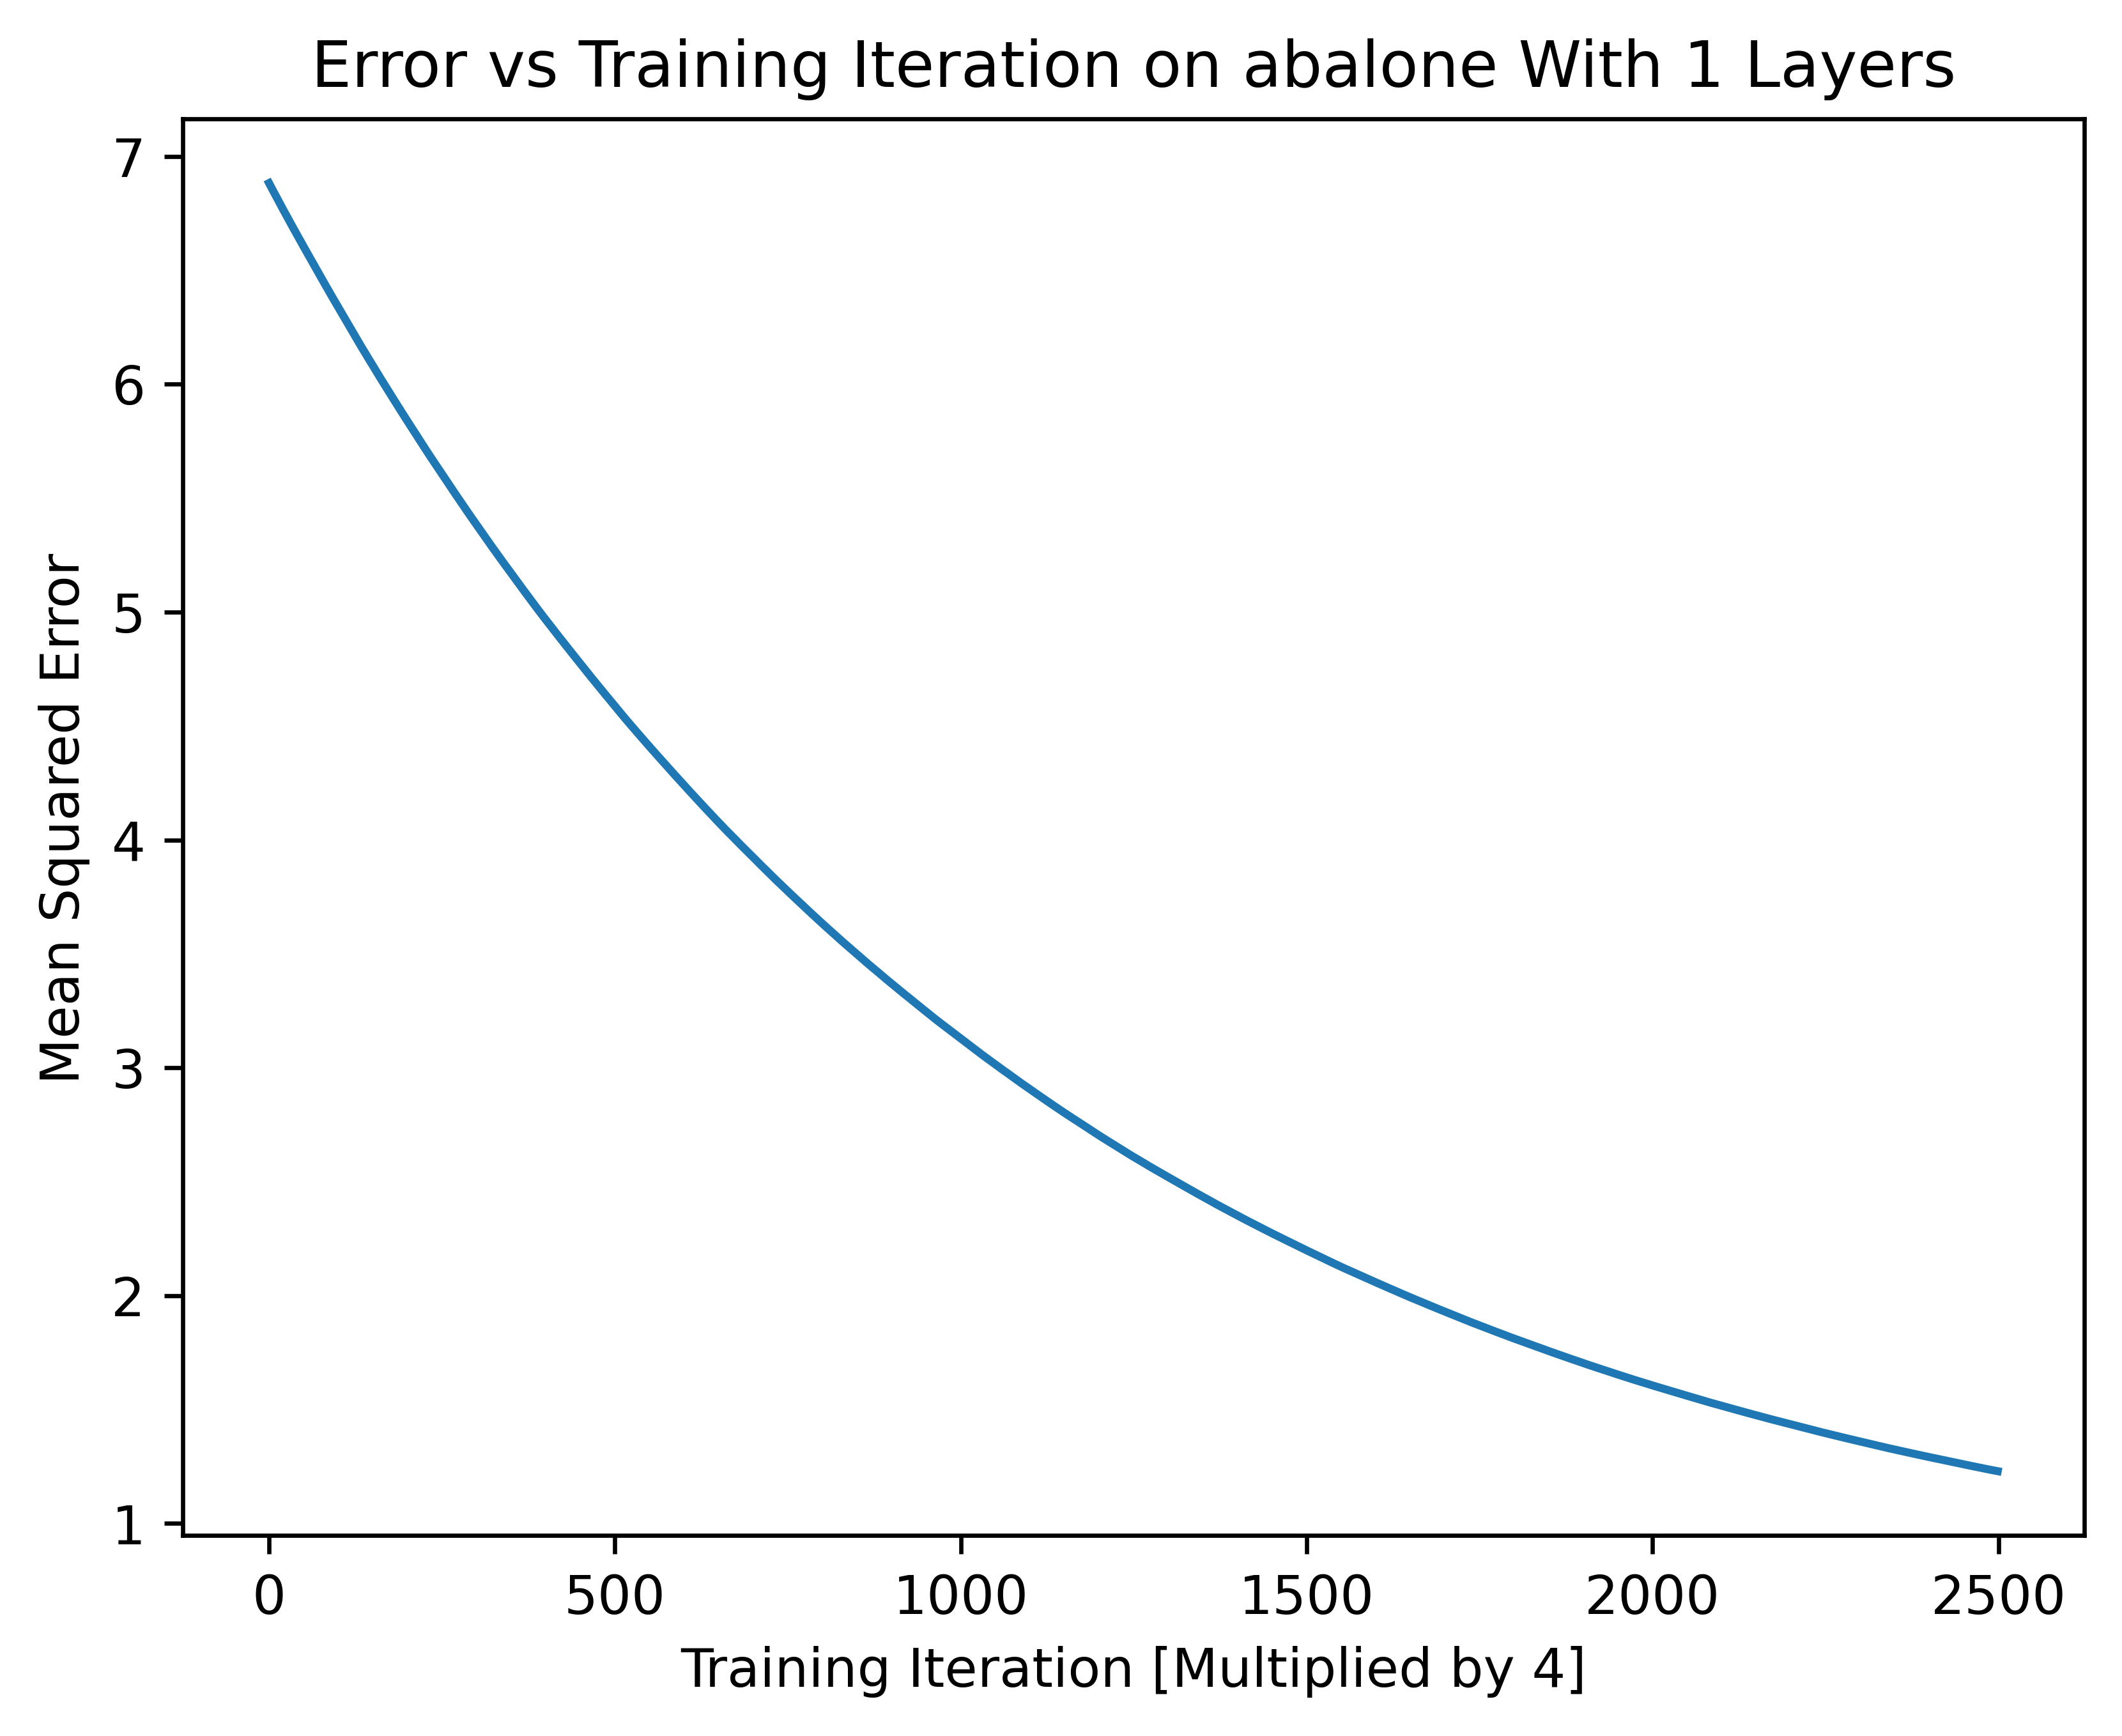 Error vs Training Iteration on abalone With 1 Layers
Mean Squared Error
7
6
5
4
3
2
1
0 500 1000 1500 2000 2500
Training Iteration [Multiplied by 4]